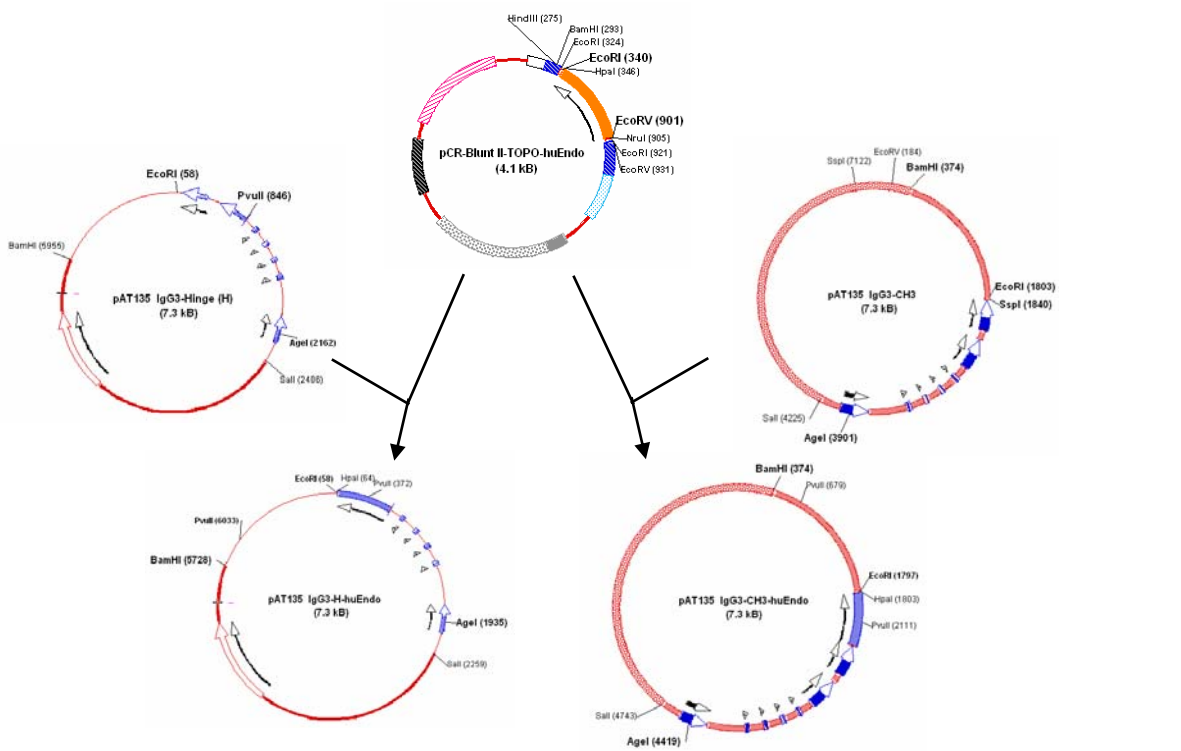 HindIII (275)
BamHI (293)
EcoRI (324)
EcoRI (340)
HpaI (346)
EcoRV (901)
NruI (905)
EcoRI (921)
EcoRV (931)
pCR-Blunt II-TOPO-huEndo
(4.1 kB)
EcoRI (58)
PvuII (846)
BamHI (5955)
pAT135 IgG3-Hinge (H)
(7.3 kB)
AgeI (2162)
SalI (2486)
EcoRV (184)
SspI (7122)
BamHI (374)
EcoRI (1803)
SspI (1840)
pAT135 IgG3-CH3
(7.3 kB)
SalI (4225)
AgeI (3901)
EcoRI (58)
HpaI (64)
PvuII (372)
PvuII (6033)
BamHI (5728)
pAT135 IgG3-H-huEndo
(7.3 kB)
AgeI (1935)
SalI (2259)
BamHI (374)
PvuII (679)
EcoRI (1797)
HpaI (1803)
PvuII (2111)
pAT135 IgG3-CH3-huEndo
(7.3 kB)
SalI (4743)
AgeI (4419)